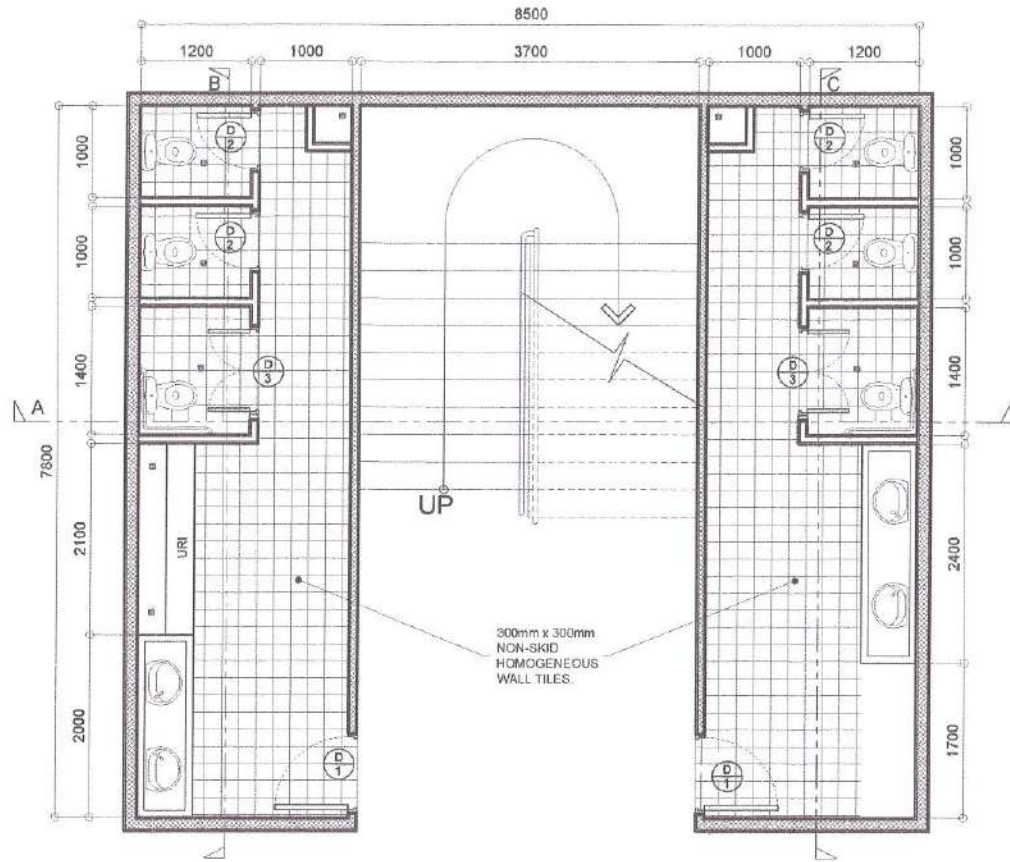 8500
1200 1000 3700 1000 1200
B C
1000 D 2 D 2 1000
1000 D 2 D 2 1000
1400 D 3 D 3 1400
A
7800
UP
2100 URI 2400
300mm x 300mm
NON-SKID
HOMOGENEOUS
WALL TILES.
2000 D 1 D 1 1700